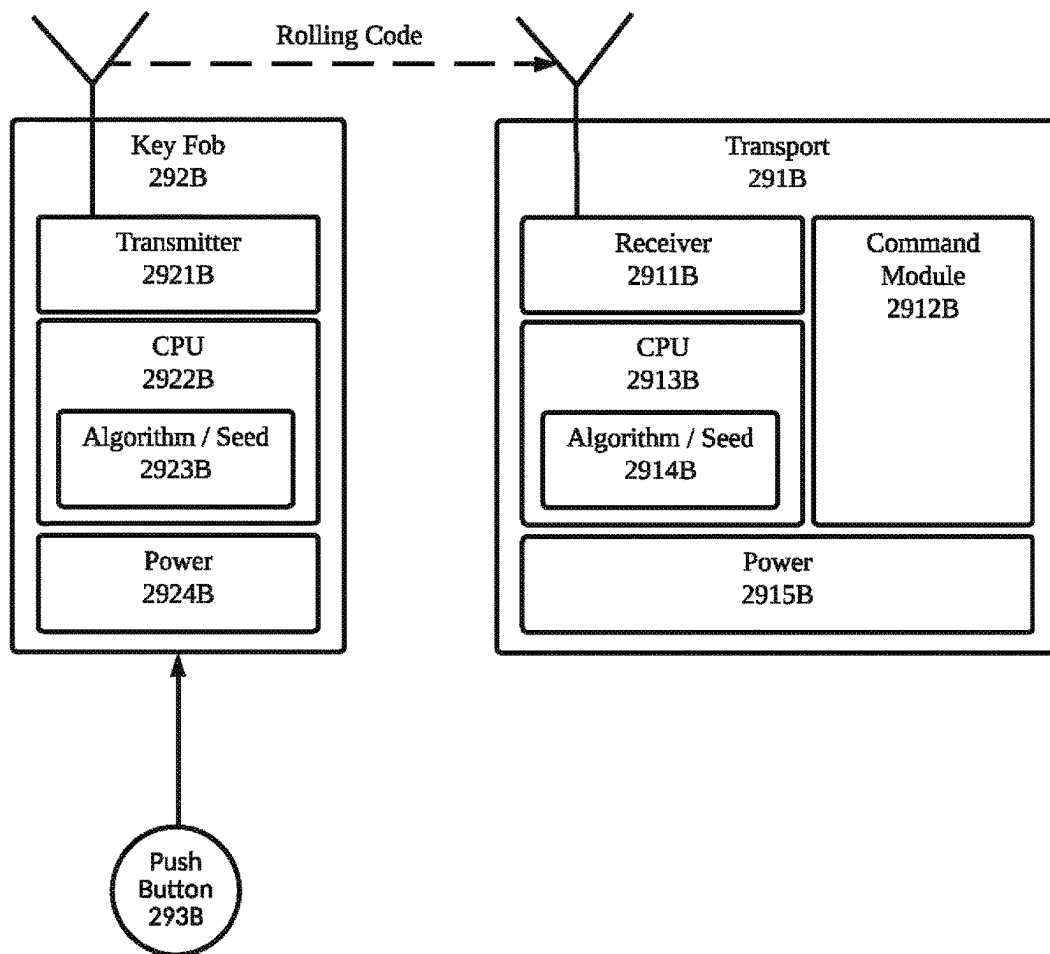 Rolling Code
Key Fob
292B
Transmitter
2921B
CPU
2922B
Algorithm / Seed
2923B
Power
2924B
Push
Button
293B
Transport
291B
Receiver
2911B
CPU
2913B
Algorithm / Seed
2914B
Command
Module
2912B
Power
2915B